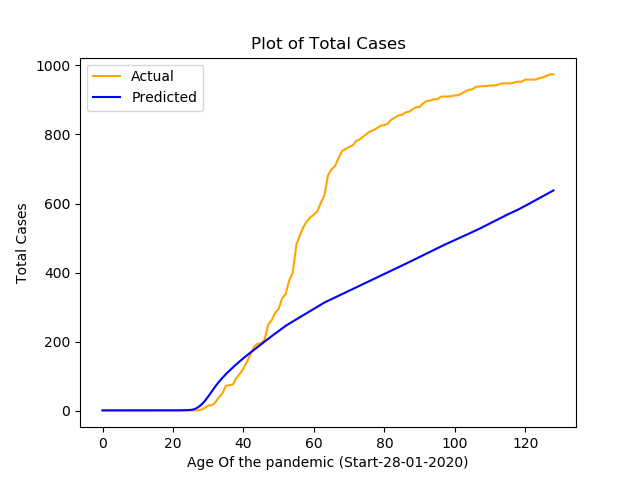 Plot of Total Cases
Actual
Predicted
1000
800
600
400
200
0
Total Cases
0 20 40 60 80 100 120
Age Of the pandemic (Start-28-01-2020)